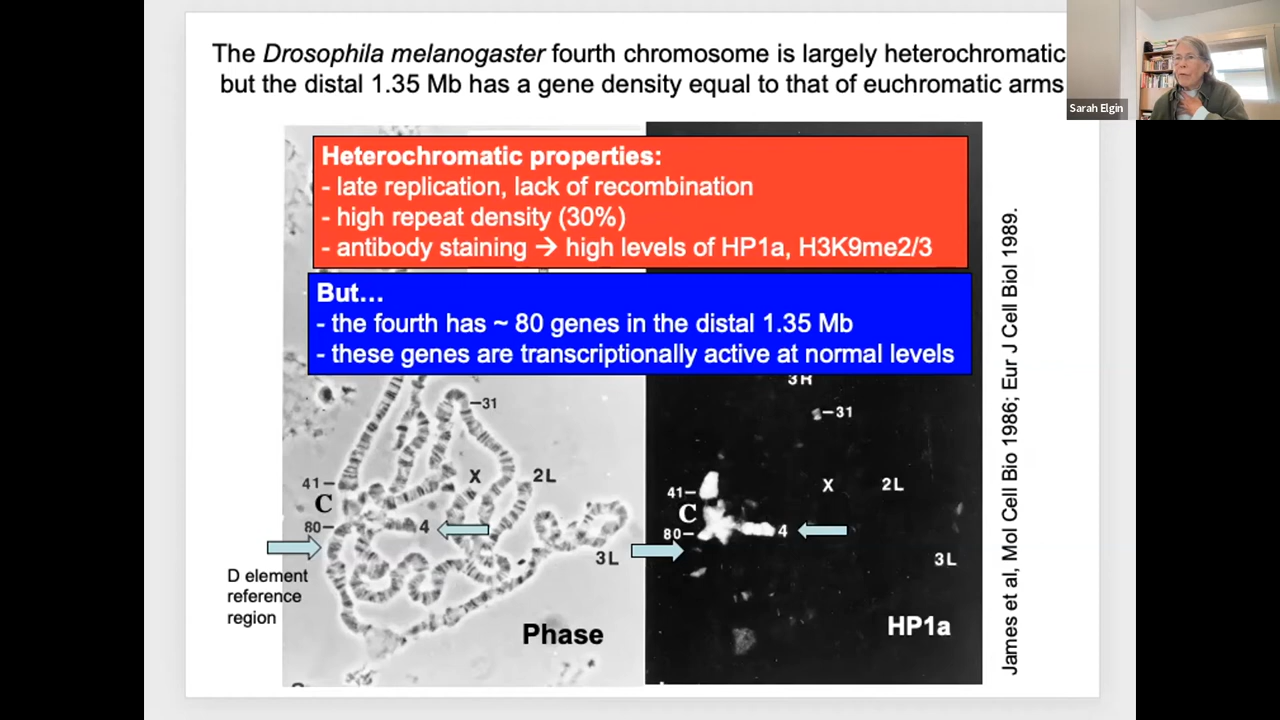 The Drosophila melanogaster fourth chromosome is largely heterochromatic
but the distal 1.35 Mb has a gene density equal to that of euchromatic arms
Sarah Elgin
Heterochromatic properties:
- late replication, lack of recombination
- high repeat density (30%)
- antibody staining → high levels of HP1a, H3K9me2/3
But...
- the fourth has ~ 80 genes in the distal 1.35 Mb
- these genes are transcriptionally active at normal levels
31
X
2L
41
C
80
4
3L
D element
reference
region
Phase
3R
31
X
2L
41
C
80
4
3L
HP1a
James et al, Mol Cell Bio 1986; Eur J Cell Biol 1989.